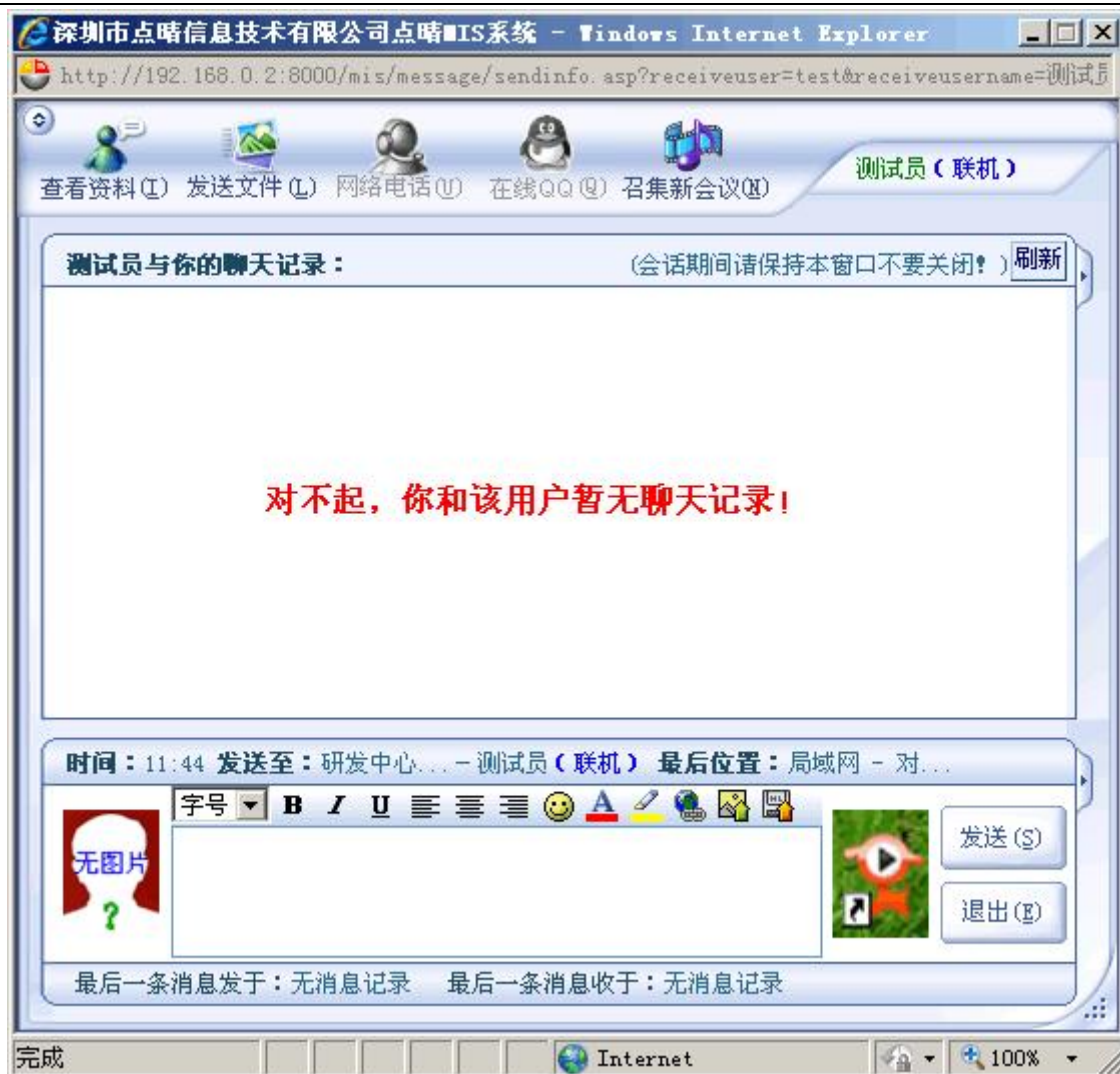 深圳市点晴信息技术有限公司点晴MIS系统 - Windows Internet Explorer
http://192.168.0.2:8000/mis/message/sendinfo.asp?receiveuser=test&receiveusername=测试员
查看资料(I) 发送文件(L) 网络电话(U) 在线QQ(Q) 召集新会议(N) 测试员(联机)
测试员与你的聊天记录： (会话期间请保持本窗口不要关闭！) 刷新
对不起，你和该用户暂无聊天记录！
时间：11:44 发送至：研发中心...-测试员(联机) 最后位置：局域网 - 对...
字号 B I U A
无图片
?
发送(S)
退出(E)
最后一条消息发于：无消息记录 最后一条消息收于：无消息记录
完成 Internet 100%